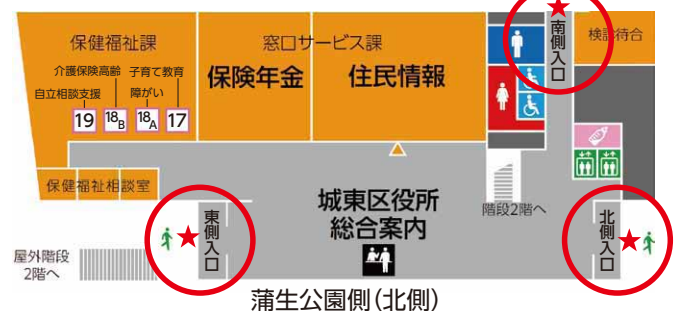 保健福祉課
介護保険高齢 子育て教育
自立相談支援 障がい
19 18B 18A 17
窓口サービス課
保険年金 住民情報
南側入口
検診待合
保健福祉相談室
階段2階へ
城東区役所
総合案内
東側入口
北側入口
屋外階段
2階へ
蒲生公園側(北側)